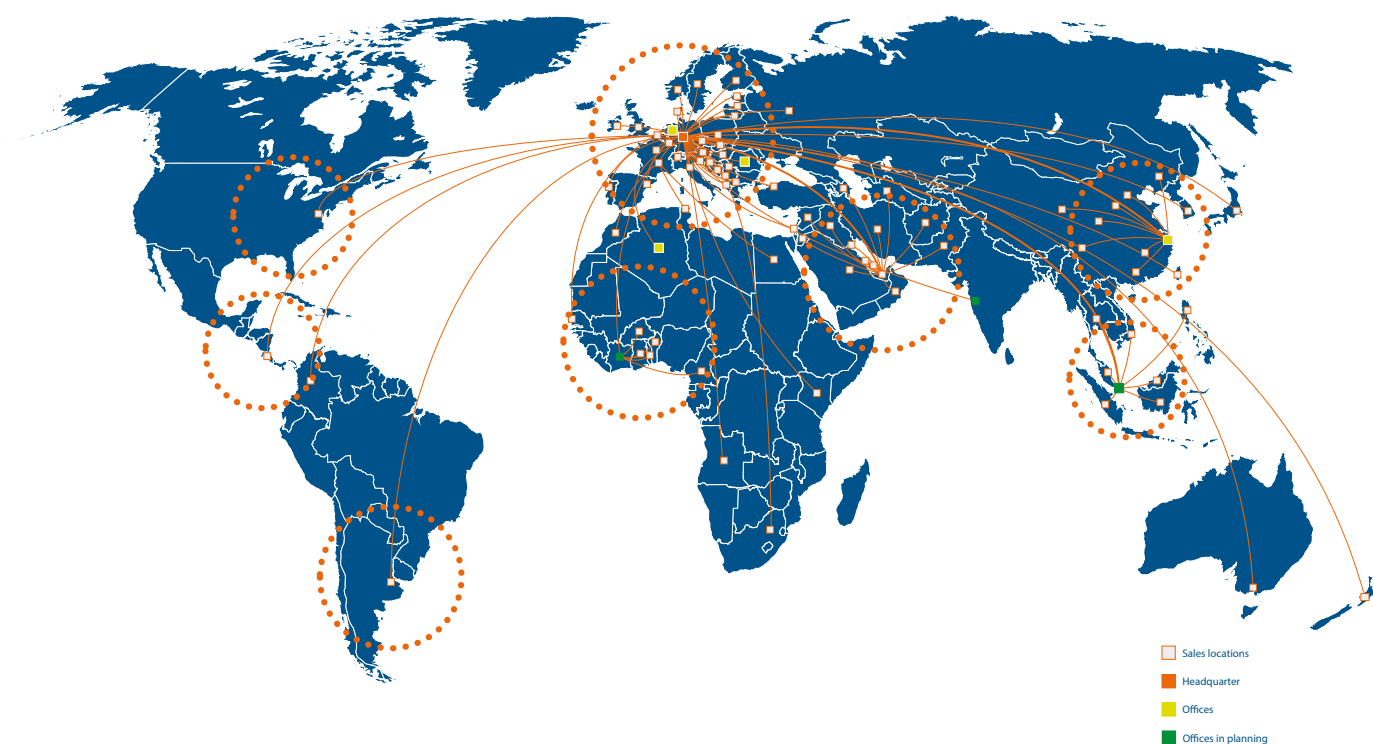 Sales locations
Headquarter
Offices
Offices in planning